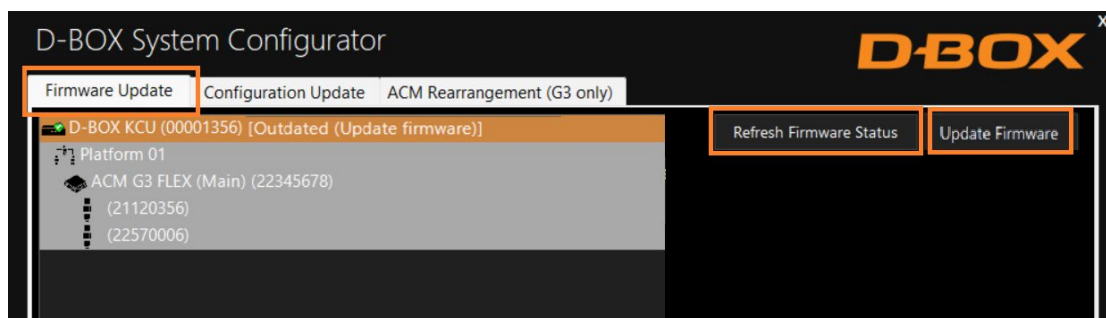 D-BOX System Configurator
D-BOX
X
Firmware Update Configuration Update ACM Rearrangement (G3 only)
D-BOX KCU (00001356) [Outdated (Update firmware)]
Refresh Firmware Status Update Firmware
Platform 01
ACM G3 FLEX (Main) (22345678)
(21120356)
(22570006)